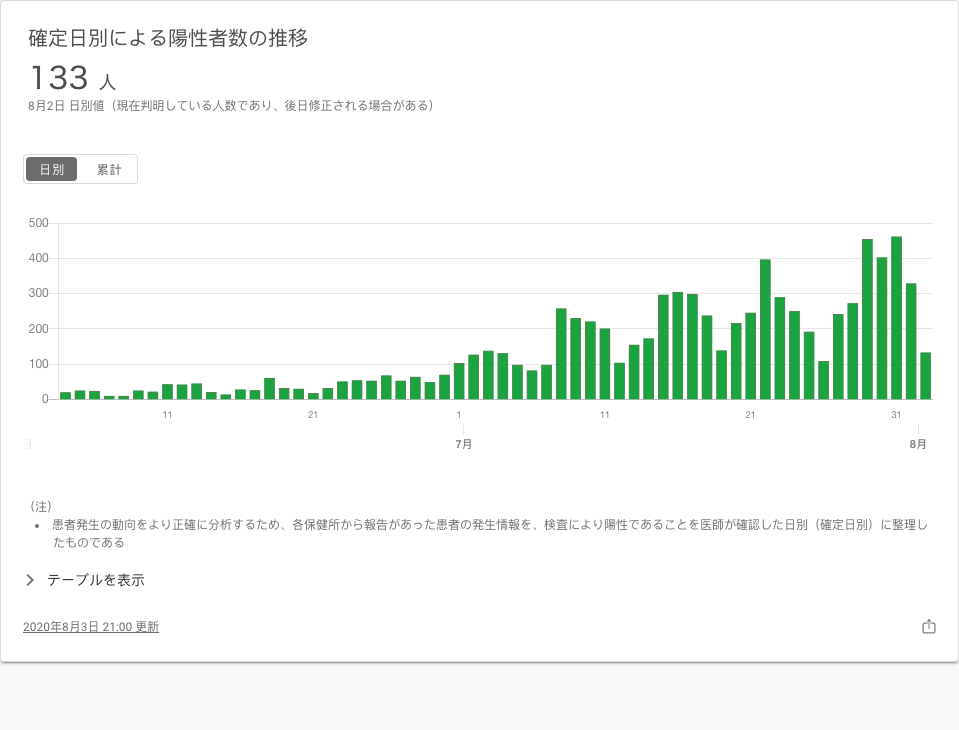 確定日別による陽性者数の推移
133 人
8月2日 日別値（現在判明している人数であり、後日修正される場合がある）
日別 累計
500
400
300
200
100
0
11 21 1 11 21 31
月 7月 8月
（注）
• 患者発生の動向をより正確に分析するため、各保健所から報告があった患者の発生情報を、検査により陽性であることを医師が確認した日別（確定日別）に整理し
たものである
テーブルを表示
2020年8月3日 21:00 更新